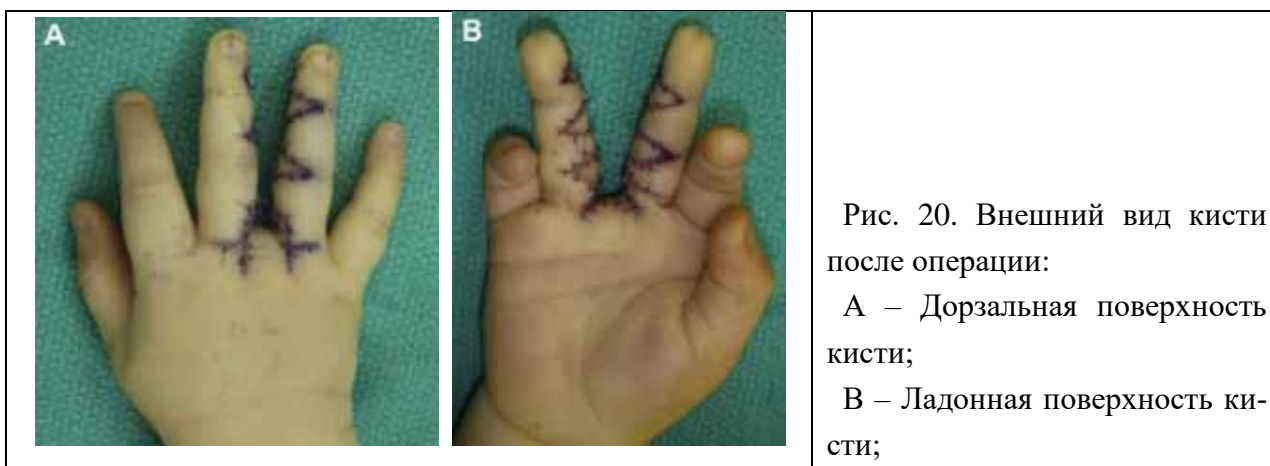 A
B
Рис. 20. Внешний вид кисти
после операции:
А – Дорзальная поверхность
кисти;
В – Ладонная поверхность ки-
сти;